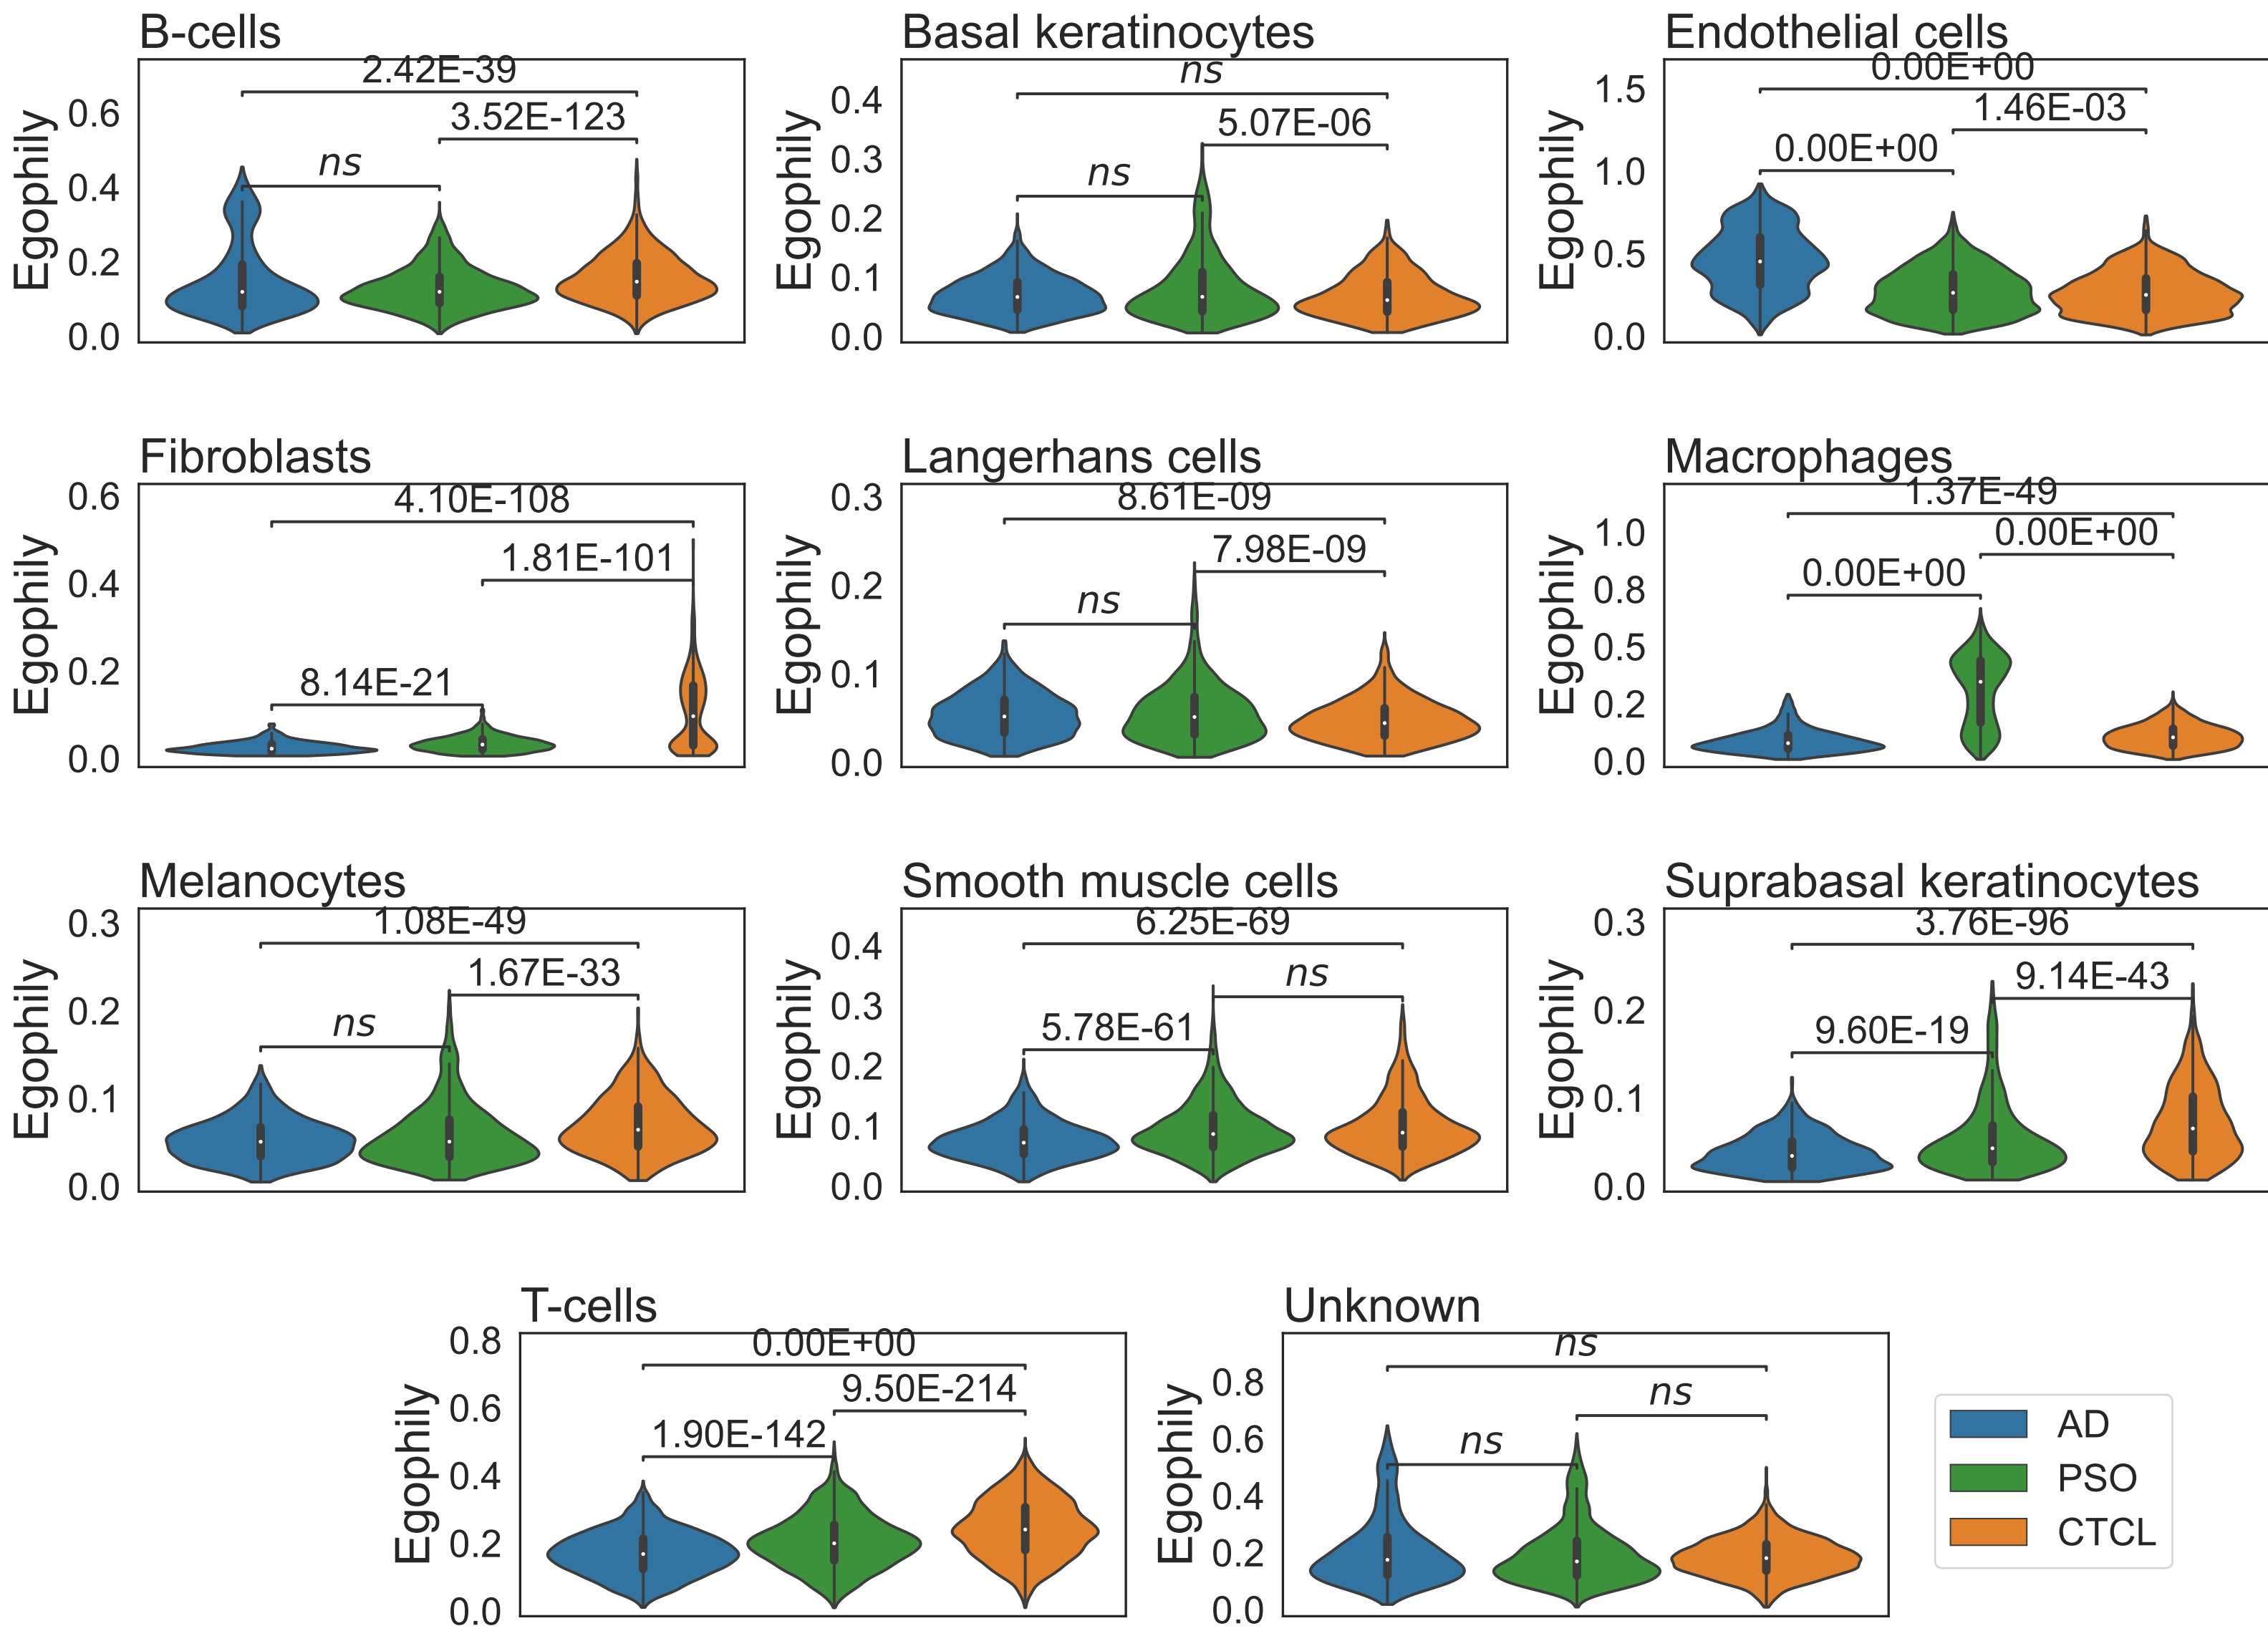 B-cells
Egophily
0.6
0.4
0.2
0.0
2.42E-39
3.52E-123
ns
Basal keratinocytes
Egophily
0.4
0.3
0.2
0.1
0.0
ns
5.07E-06
ns
Endothelial cells
Egophily
1.5
1.0
0.5
0.0
0.00E+00
1.46E-03
0.00E+00
Fibroblasts
Egophily
0.6
0.4
0.2
0.0
4.10E-108
1.81E-101
8.14E-21
Langerhans cells
Egophily
0.3
0.2
0.1
0.0
8.61E-09
7.98E-09
ns
Macrophages
Egophily
1.0
0.8
0.5
0.2
0.0
1.37E-49
0.00E+00
0.00E+00
Melanocytes
Egophily
0.3
0.2
0.1
0.0
1.08E-49
1.67E-33
ns
Smooth muscle cells
Egophily
0.4
0.3
0.2
0.1
0.0
6.25E-69
ns
5.78E-61
Suprabasal keratinocytes
Egophily
0.3
0.2
0.1
0.0
3.76E-96
9.14E-43
9.60E-19
T-cells
Egophily
0.8
0.6
0.4
0.2
0.0
0.00E+00
9.50E-214
1.90E-142
Unknown
Egophily
0.8
0.6
0.4
0.2
0.0
ns
ns
ns
AD
PSO
CTCL